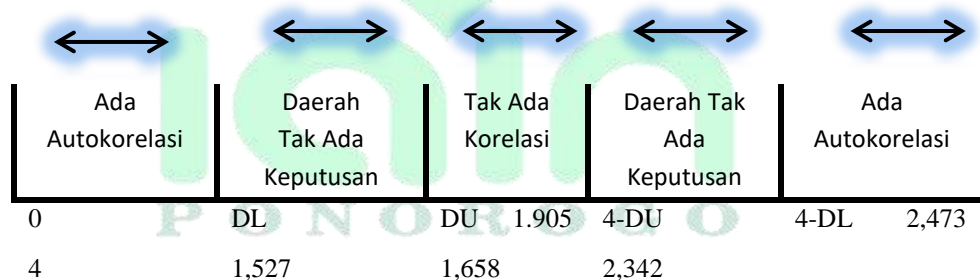 Ada Autokorelasi
Daerah Tak Ada Keputusan
Tak Ada Korelasi
Daerah Tak Ada Keputusan
Ada Autokorelasi
PONOROGO
0 DL DU 1.905 4-DU 4-DL 2,473
4 1,527 1,658 2,342